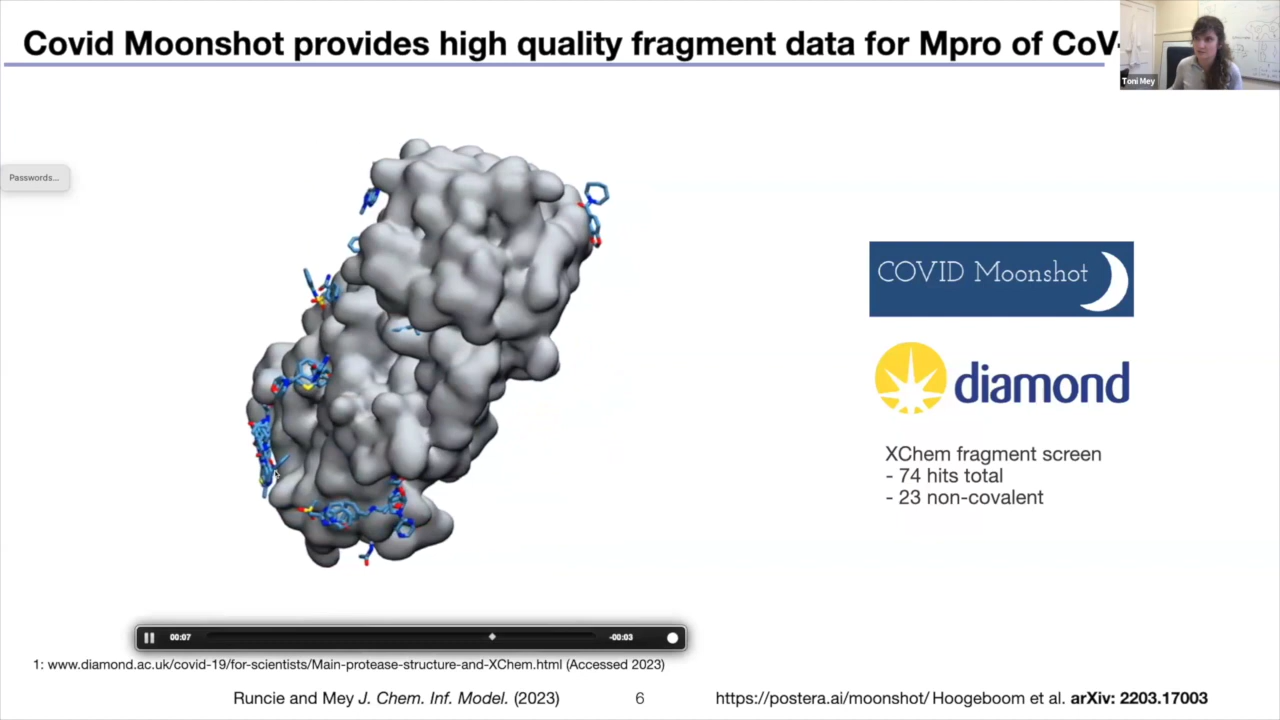 Covid Moonshot provides high quality fragment data for Mpro of CoV-
Toni Mey
Passwords...
COVID Moonshot
diamond
XChem fragment screen
- 74 hits total
- 23 non-covalent
00:07
-00:03
1: www.diamond.ac.uk/covid-19/for-scientists/Main-protease-structure-and-XChem.html (Accessed 2023)
Runcie and Mey J. Chem. Inf. Model. (2023)
6
https://postera.ai/moonshot/ Hoogeboom et al. arXiv: 2203.17003